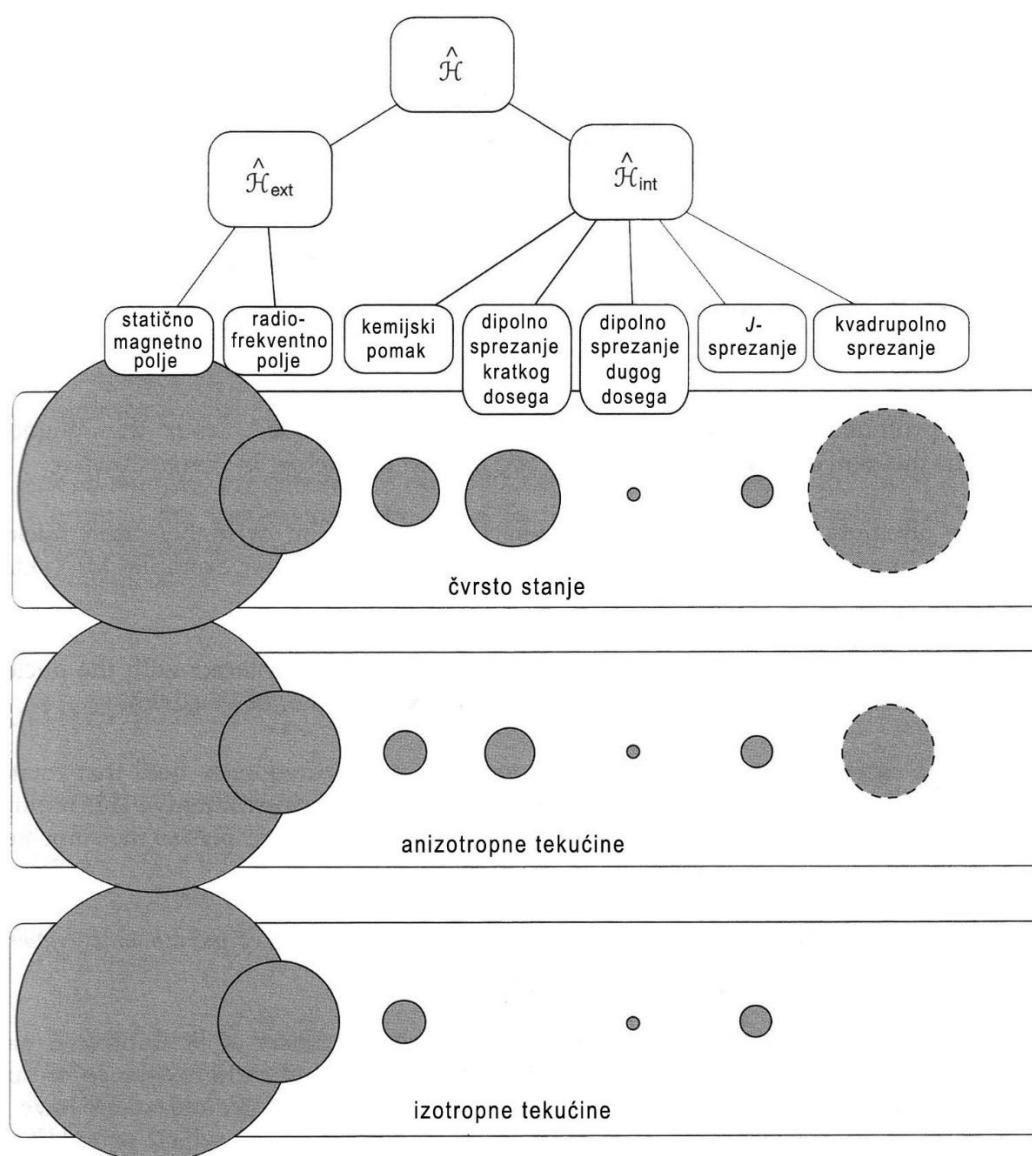 Ĥ
Ĥext
Ĥint
statično
magnetno
polje
radio-
frekventno
polje
kemijski
pomak
dipolno
sprezanje
kratkog
dosega
dipolno
sprezanje
dugog
dosega
J-
sprezanje
kvadrupolno
sprezanje
čvrsto stanje
anizotropne tekućine
izotropne tekućine